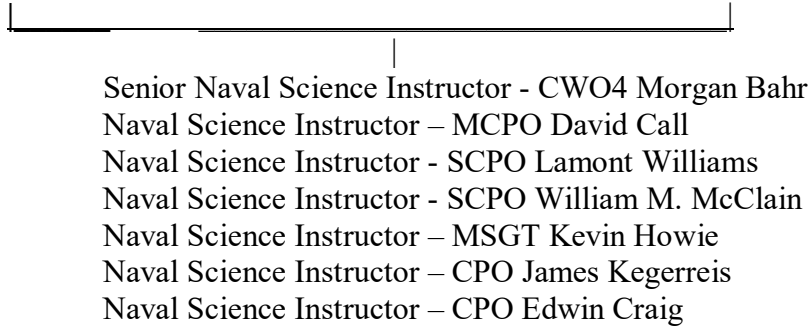 Senior Naval Science Instructor - CWO4 Morgan Bahr
Naval Science Instructor – MCPO David Call
Naval Science Instructor - SCPO Lamont Williams
Naval Science Instructor - SCPO William M. McClain
Naval Science Instructor – MSGT Kevin Howie
Naval Science Instructor – CPO James Kegerreis
Naval Science Instructor – CPO Edwin Craig